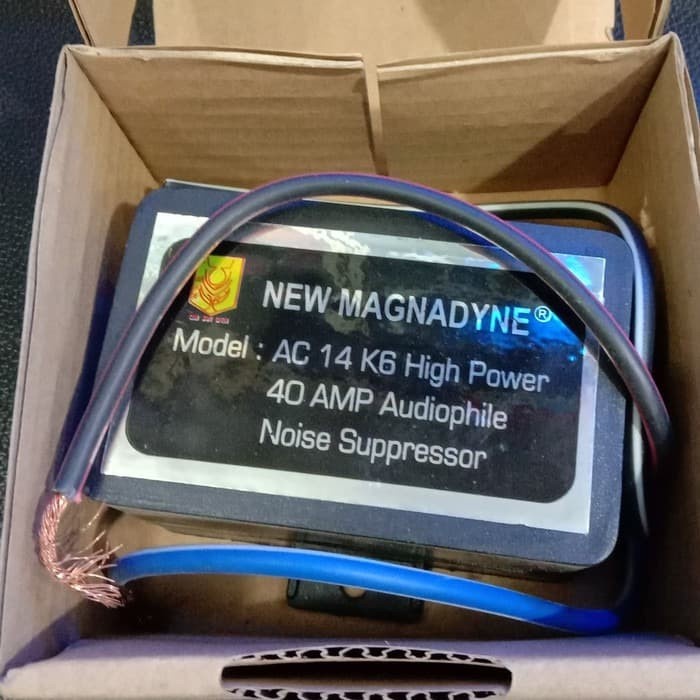 NEW MAGNADYNE®
Model : AC 14 K6 High Power
40 AMP Audiophile
Noise Suppressor